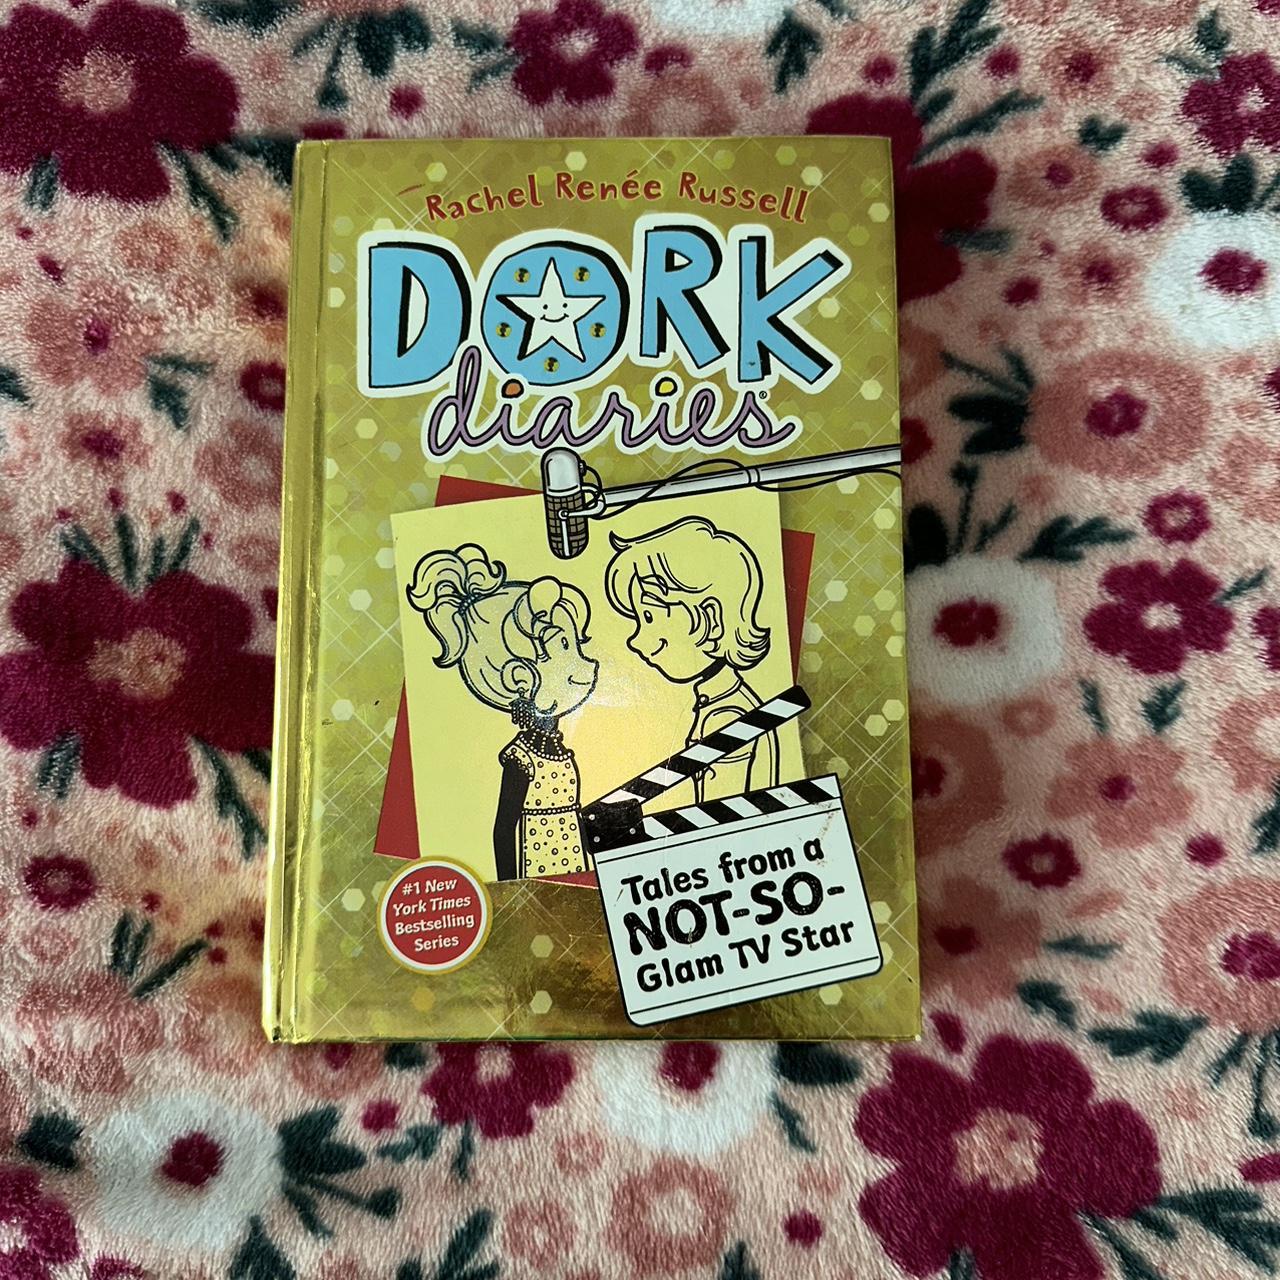 Rachel Renée Russell
DORK
diaries®
#1 New
York Times
Bestselling
Series
Tales from a
NOT-SO-
Glam TV Star